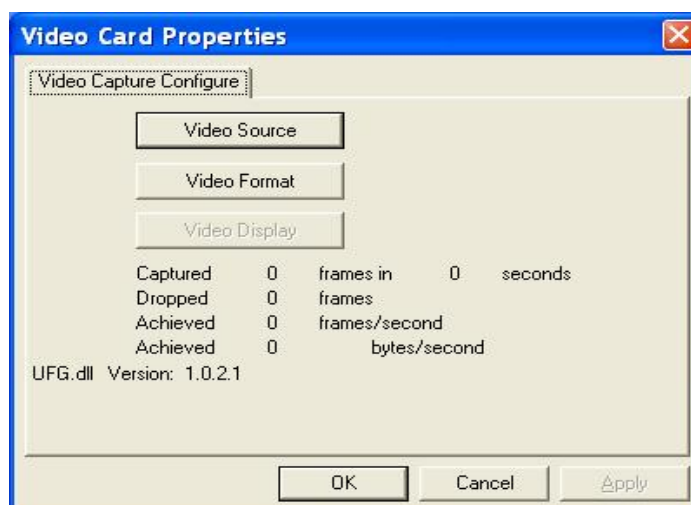 Video Card Properties
Video Capture Configure
Video Source
Video Format
Video Display
Captured 0 frames in 0 seconds
Dropped 0 frames
Achieved 0 frames/second
Achieved 0 bytes/second
UFG.dll Version: 1.0.2.1
OK Cancel Apply